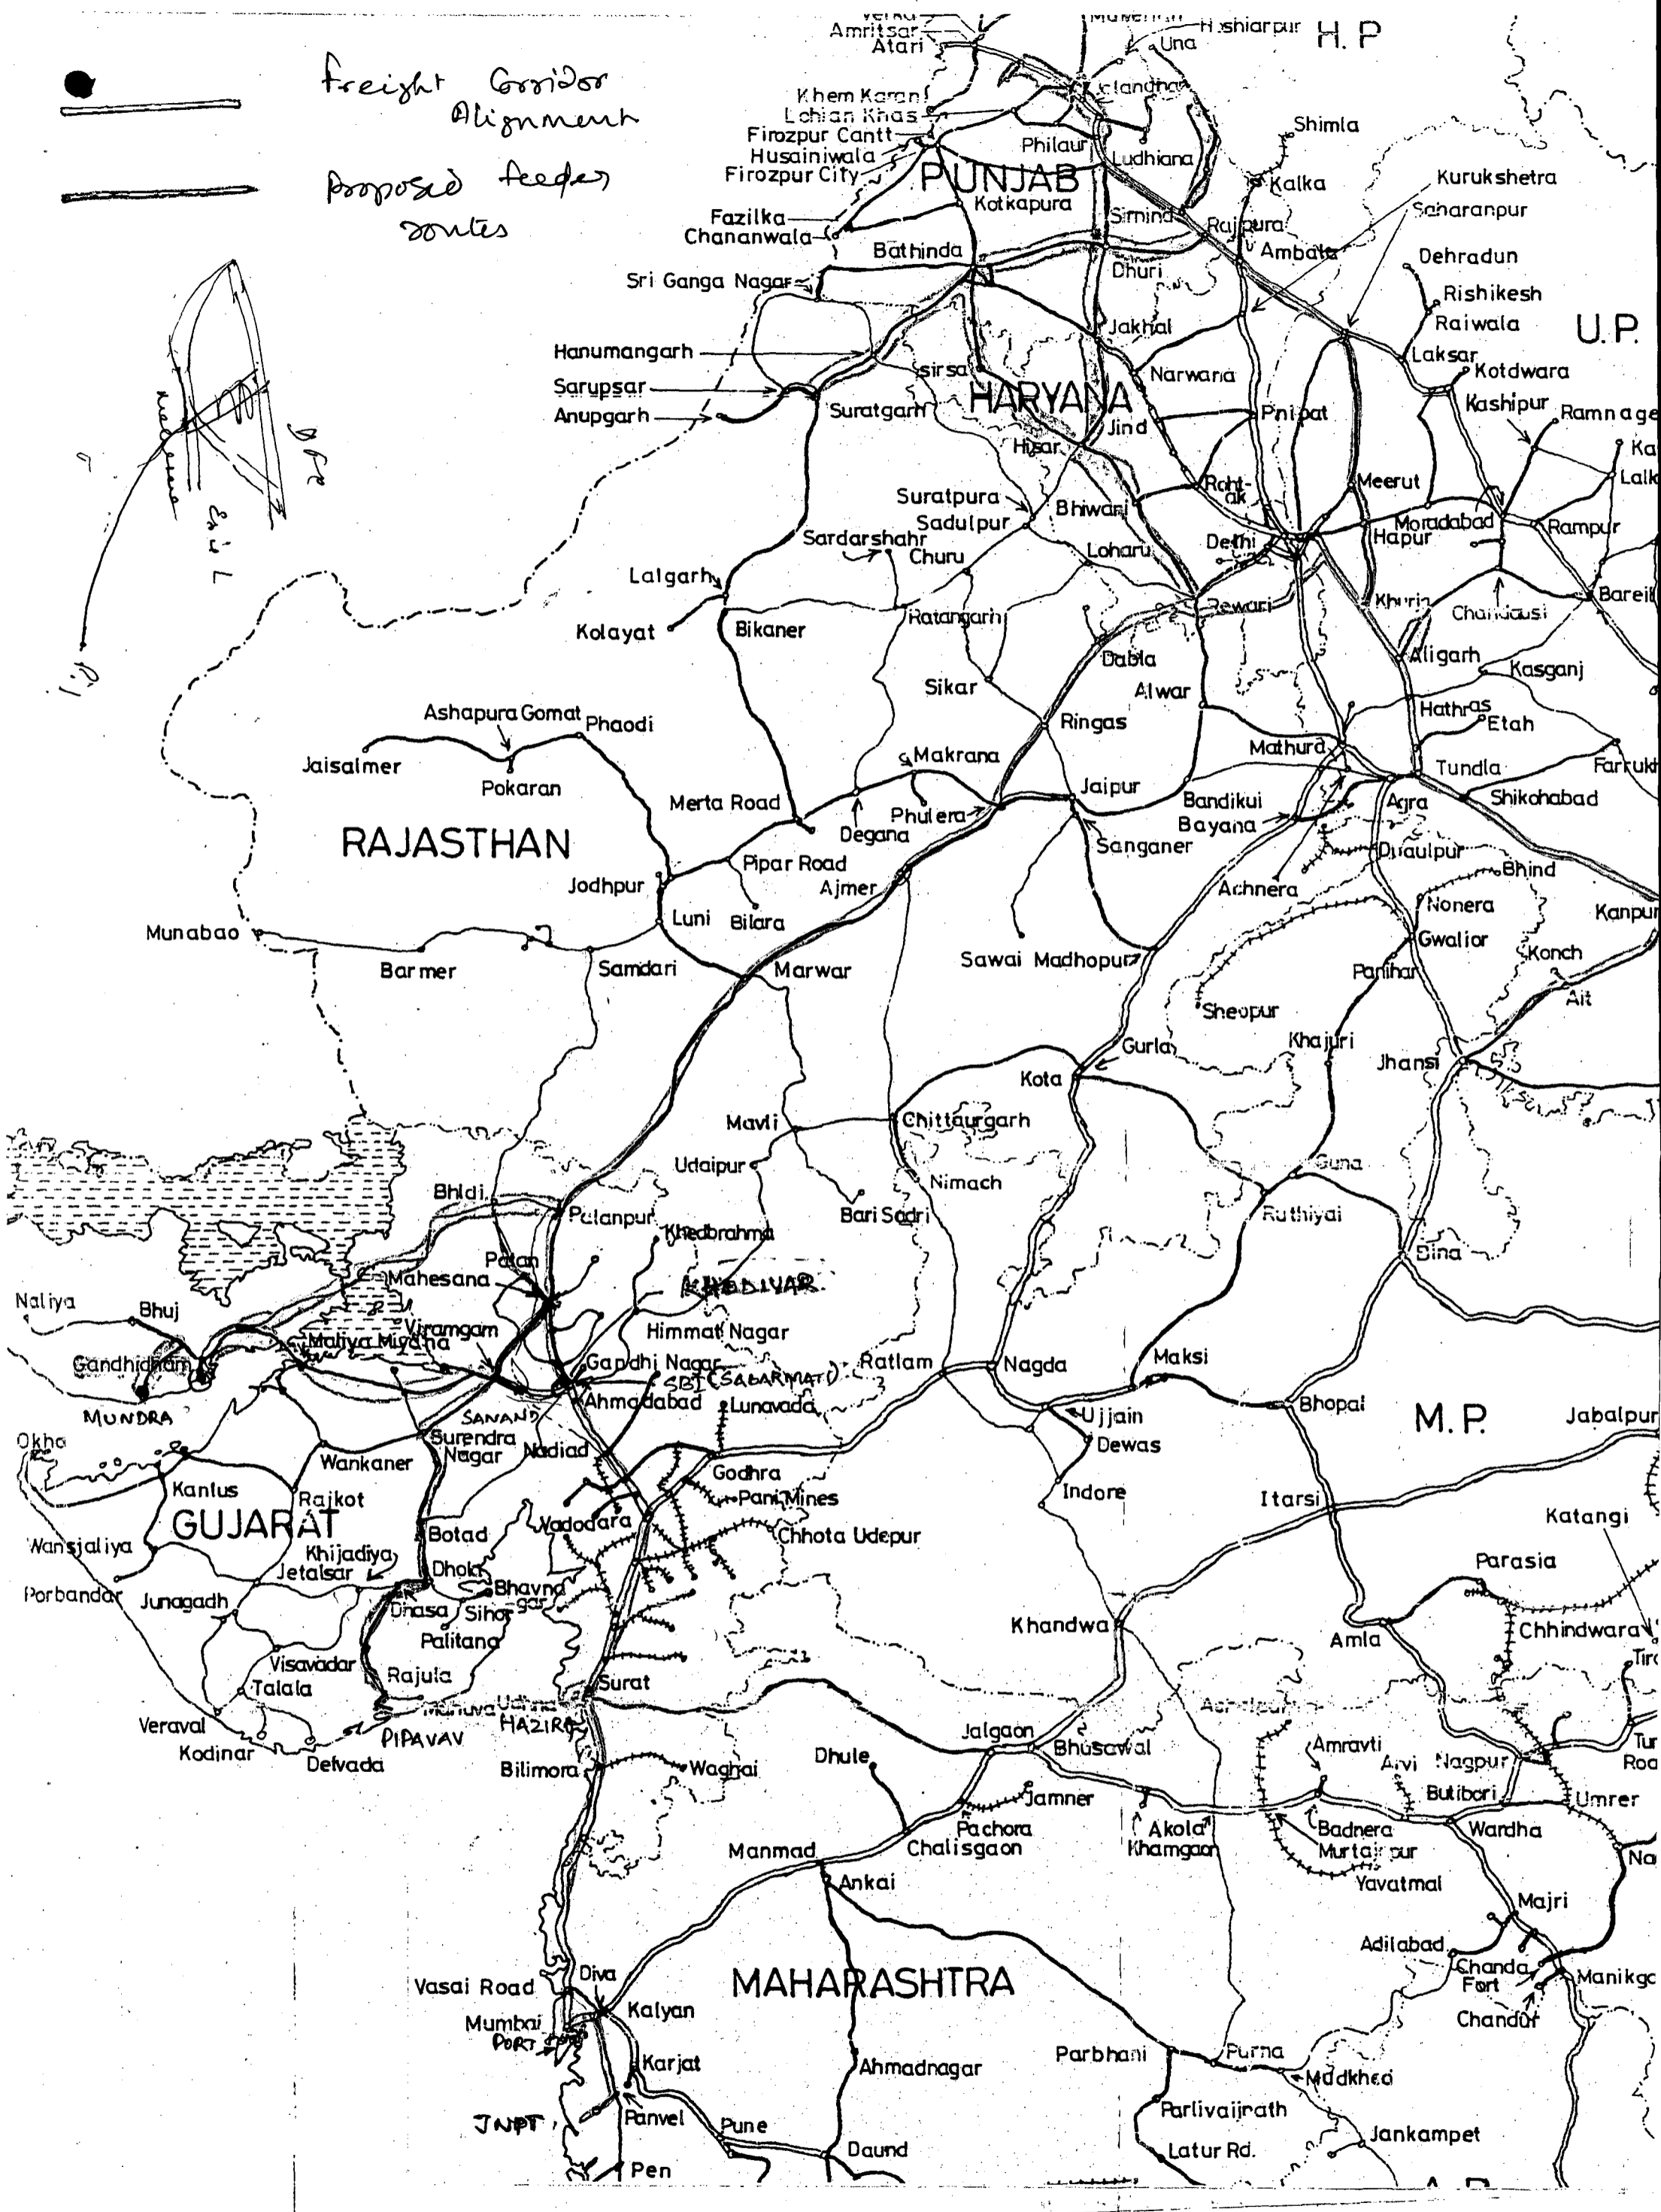 Amritsar
Atari
Hoshiarpur
H.P
Una
Freight Corridor
Alignment
Khem Karan
Lohian Khas
Firozpur Cantt
Husainiwala
Firozpur City
Philaur
Ludhiana
Shimla
Proposed feeder
routes
PUNJAB
Kalka
Kurukshetra
Saharanpur
Fazilka
Chananwala
Kotkapura
Rajpura
Bathinda
Dhuri
Ambala
Dehradun
Sri Ganga Nagar
Rishikesh
Raiwala
U.P.
Hanumangarh
Jakhal
Sarupsar
Sirsa
Narwana
Laksar
Kotdwara
Anupgarh
Suratgarh
HARYANA
Kashipur
Jind
Hisar
Suratpura
Sadulpur
Bhiwani
Roht-
ak
Meerut
Moradabad
Rampur
Sardarshahr
Churu
Loharu
Delhi
Hapur
Lalgarh
Kolayat
Bikaner
Ratangarh
Rewari
Chandausi
Dabla
Aligarh
Kasganj
Sikar
Alwar
Hathras
Etah
Ashapura Gomat
Phaodi
Ringas
Jaisalmer
Pokaran
Makrana
Mathura
Tundla
Merta Road
Degana
Phulera
Jaipur
Bandikui
Bayana
Agra
Shikohabad
RAJASTHAN
Pipar Road
Sanganer
Jodhpur
Ajmer
Achnera
Bhind
Luni
Bilara
Nonera
Kanpur
Munabao
Barmer
Samdari
Marwar
Sawai Madhopur
Gwalior
Panihar
Konch
Ait
Sheopur
Khajuri
Gurla
Kota
Jhansi
Mavli
Chittaurgarh
Udaipur
Nimach
Guna
Bhldi
Palanpur
Bari Sadri
Ruthiyai
Khedbrahma
Bina
Patan
Mahesana
KHODIYAR
Naliya
Bhuj
Viramgam
Maliya Miyana
Himmat Nagar
Gandhidham
Gandhi Nagar
SBI (SABARMATI)
Ratlam
Nagda
Maksi
MUNDRA
SANAND
Ahmadabad
Lunavada
Ujjain
Bhopal
M.P.
Jabalpur
Okha
Surendra
Nagar
Nadiad
Dewas
Wankaner
Godhra
Kanlus
Rajkot
Pani Mines
Indore
Itarsi
Katangi
GUJARAT
Botad
Vadodara
Chhota Udepur
Wansjaliya
Khijadiya
Jetalsar
Dhola
Parasia
Porbandar
Junagadh
Dhasa
Sihor
Bhavna
gar
Palitana
Khandwa
Amla
Chhindwara
Visavadar
Talala
Rajula
Surat
Veraval
Kodinar
Delvada
PIPAVAV
HAZIRA
Jalgaon
Bhusawal
Bilimora
Waghai
Dhule
Amravti
Arvi
Nagpur
Jamner
Butibori
Umrer
Pachora
Chalisgaon
Akola
Khamgaon
Badnera
Wardha
Manmad
Ankai
Yavatmal
Majri
Adilabad
Vasai Road
Diva
MAHARASHTRA
Chanda
Fort
Mumbai
PORT
Kalyan
Karjat
Ahmadnagar
Parbhani
Purna
Mudkhed
JNPT
Panvel
Pune
Parlivaijrath
Daund
Latur Rd.
Jankampet
Pen